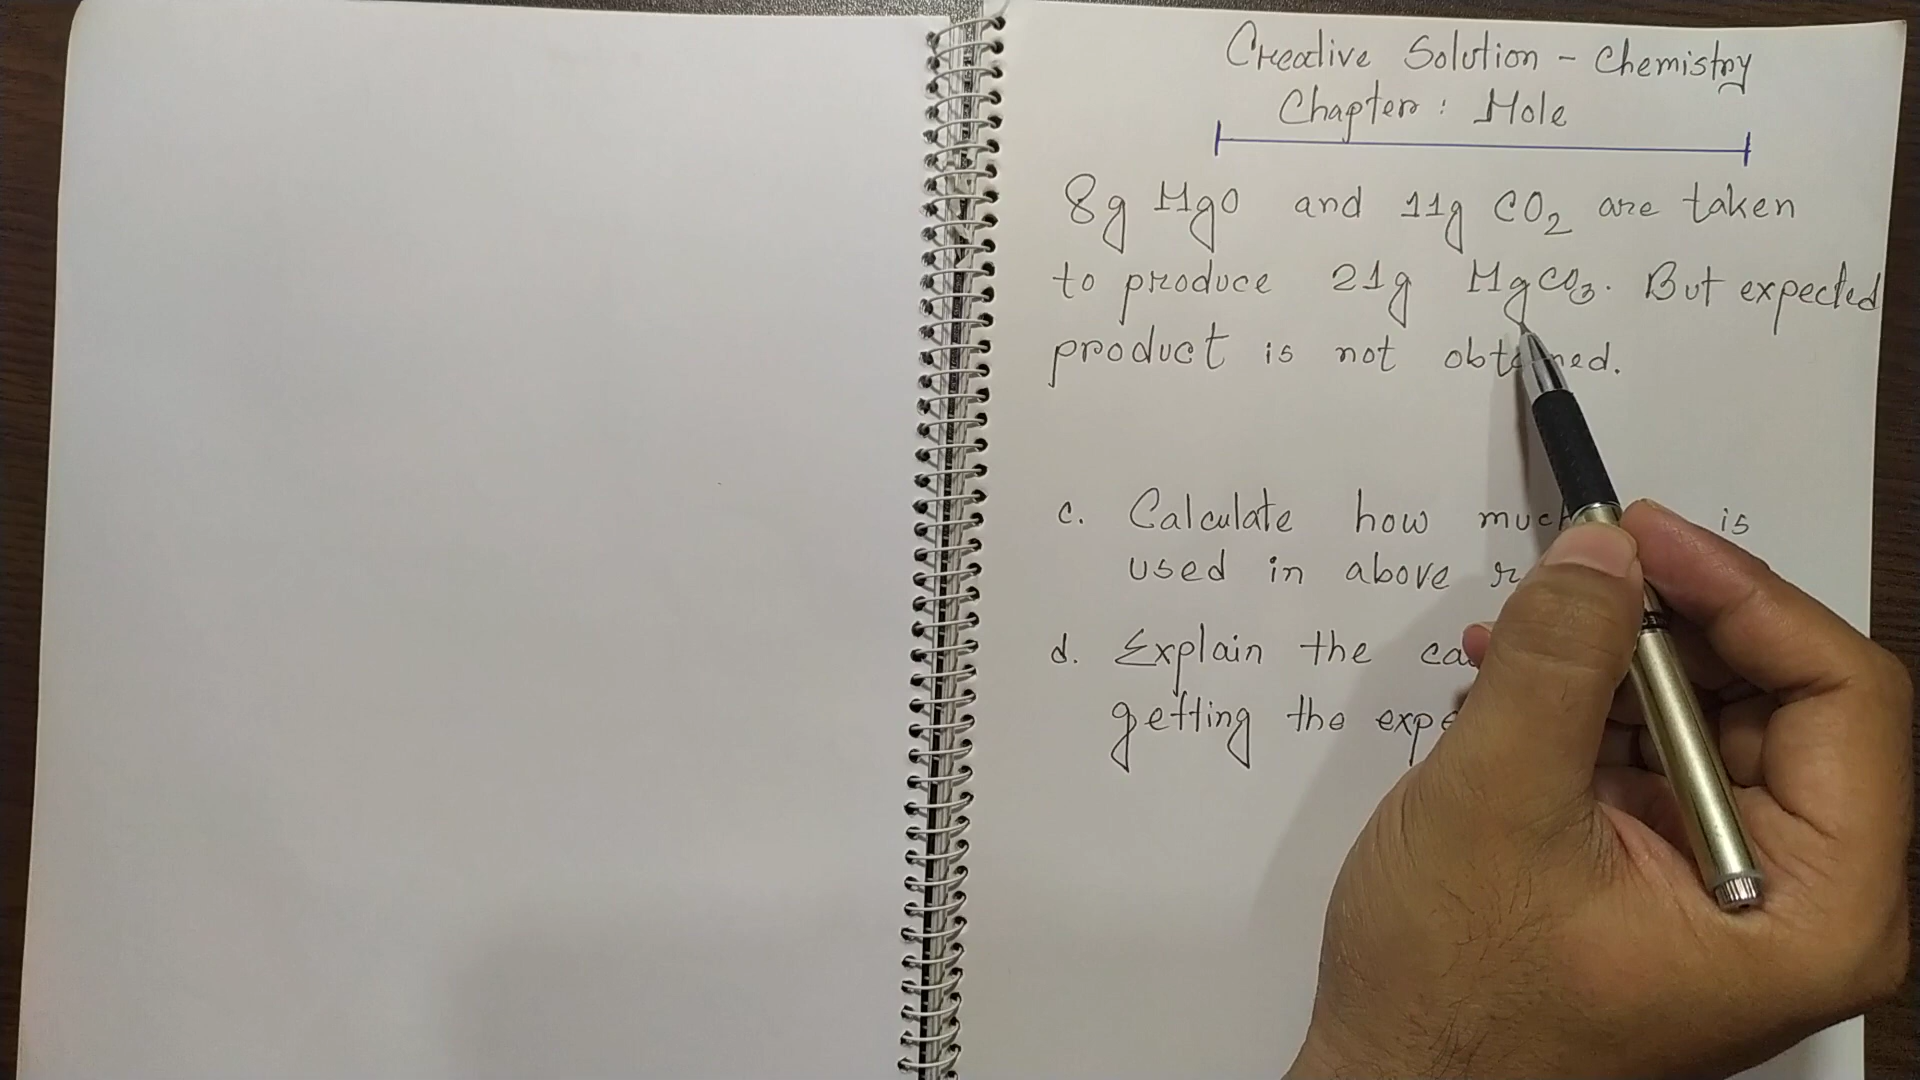 Creative Solution - Chemistry
Chapter: Mole
8g MgO and 11g CO₂ are taken
to produce 21g MgCO₃. But expected
product is not obtained.
c. Calculate how is
used in above
d. Explain the
getting the